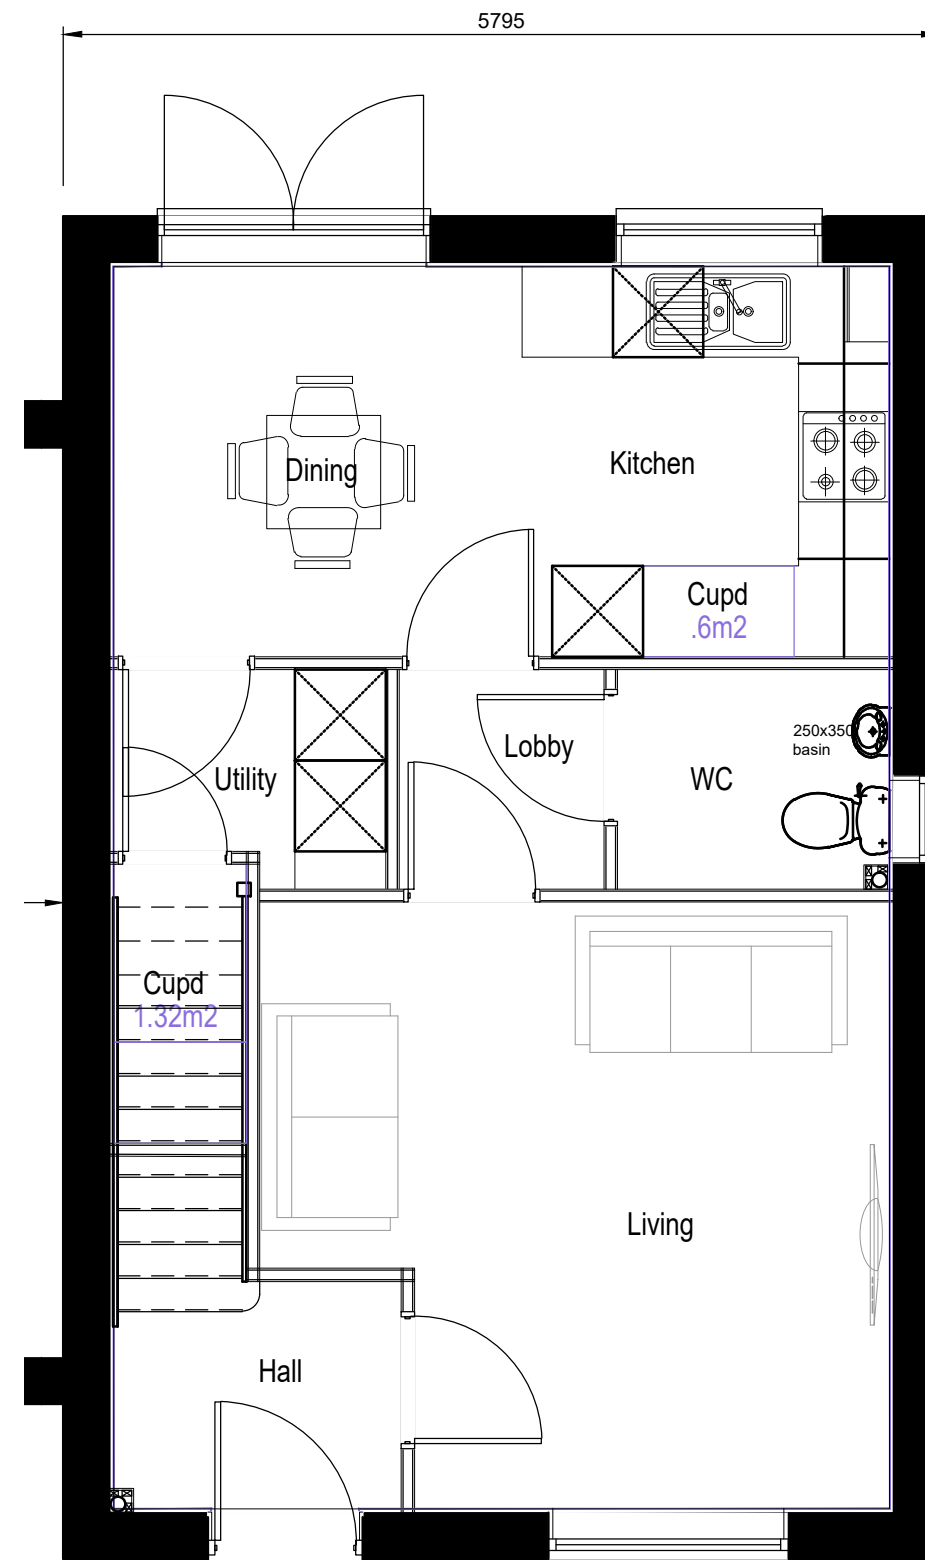 5795
Dining
Kitchen
Cupd
.6m2
250x350
basin
Lobby
Utility
WC
Cupd
1.32m2
Living
Hall